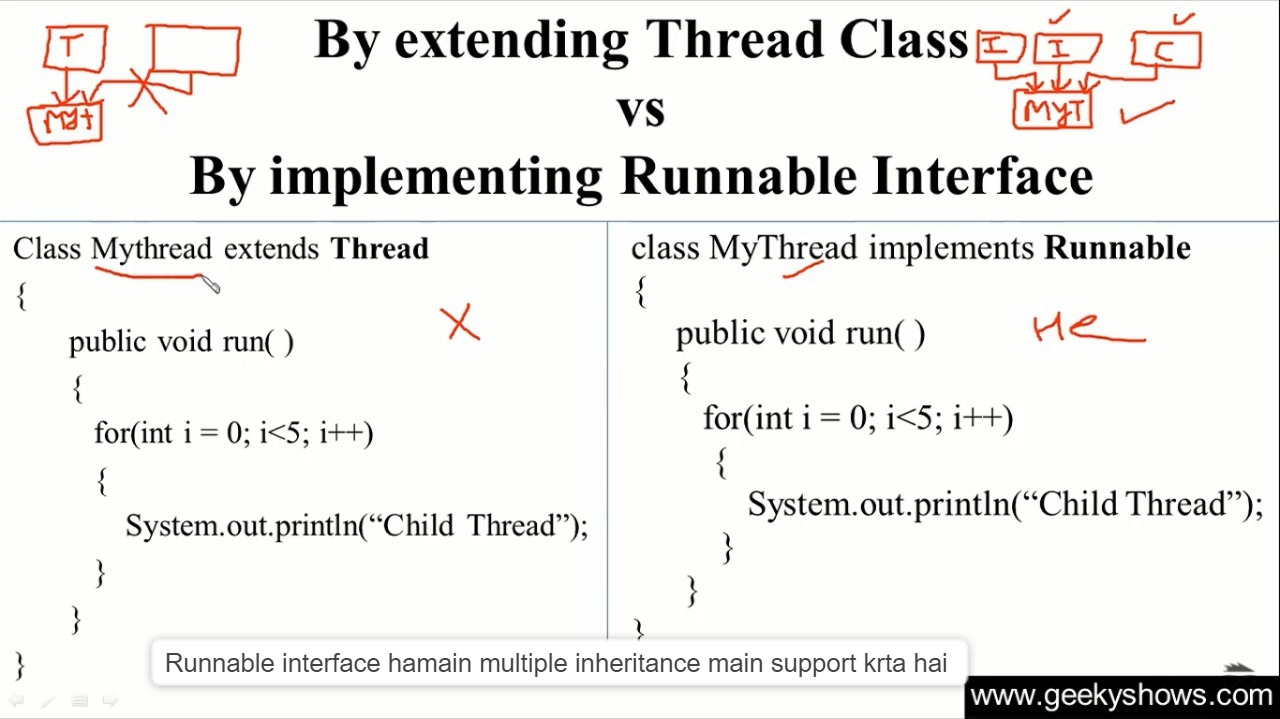 T
My t
By extending Thread Class
I I C
MyT
vs
By implementing Runnable Interface
Class Mythread extends Thread
{
public void run( )
{
for(int i = 0; i<5; i++)
{
System.out.println(“Child Thread”);
}
}
}
class MyThread implements Runnable
{
public void run( )
{
for(int i = 0; i<5; i++)
{
System.out.println(“Child Thread”);
}
}
}
Runnable interface hamain multiple inheritance main support krta hai
www.geekyshows.com